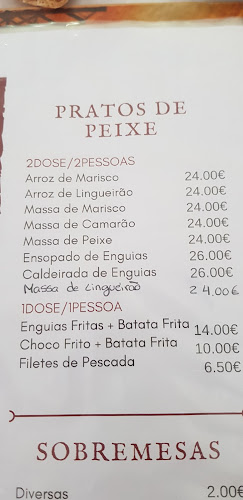 PRATOS DE
PEIXE
2DOSE/2PESSOAS
Arroz de Marisco 24.00€
Arroz de Lingueirão 24.00€
Massa de Marisco 24.00€
Massa de Camarão 24.00€
Massa de Peixe 24.00€
Ensopado de Enguias 26.00€
Caldeirada de Enguias 26.00€
Massa de Lingueirão 24,00€
1DOSE/1PESSOA
Enguias Fritas + Batata Frita 14.00€
Choco Frito + Batata Frita 10.00€
Filetes de Pescada 6.50€
SOBREMESAS
Diversas 2.00€